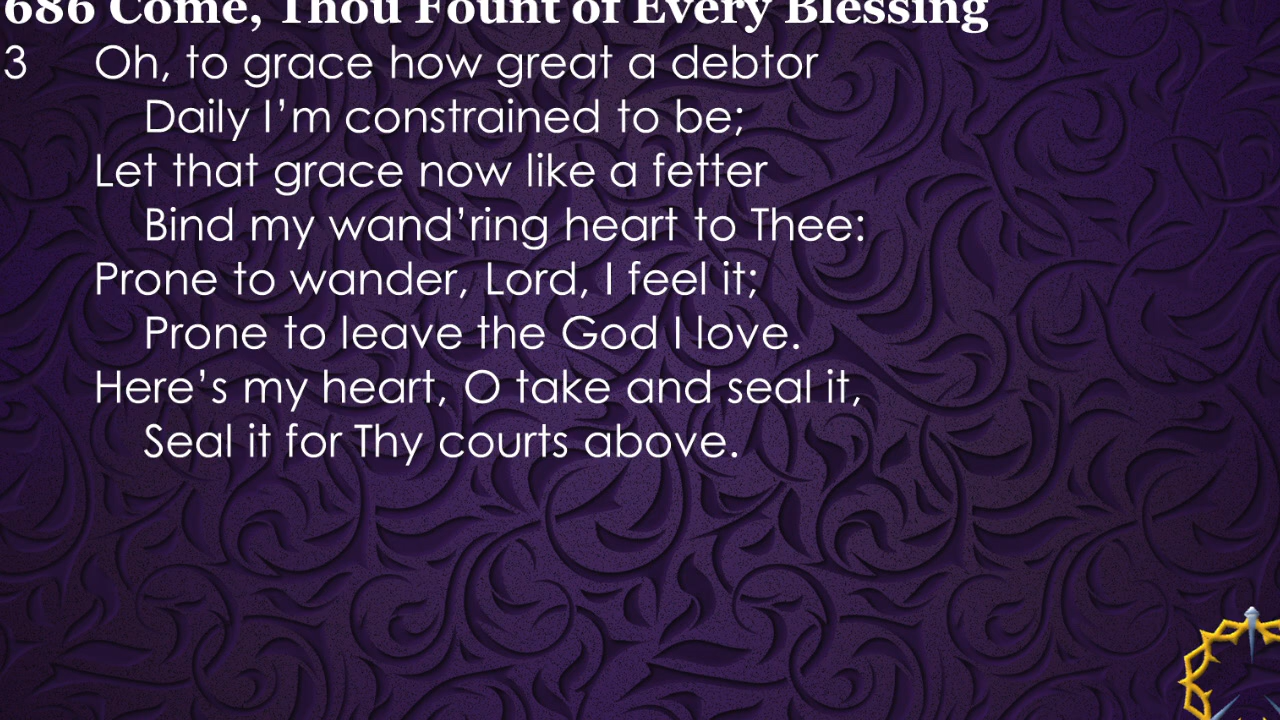 686 Come, Thou Fount of Every Blessing
3 Oh, to grace how great a debtor
Daily I’m constrained to be;
Let that grace now like a fetter
Bind my wand’ring heart to Thee:
Prone to wander, Lord, I feel it;
Prone to leave the God I love.
Here’s my heart, O take and seal it,
Seal it for Thy courts above.